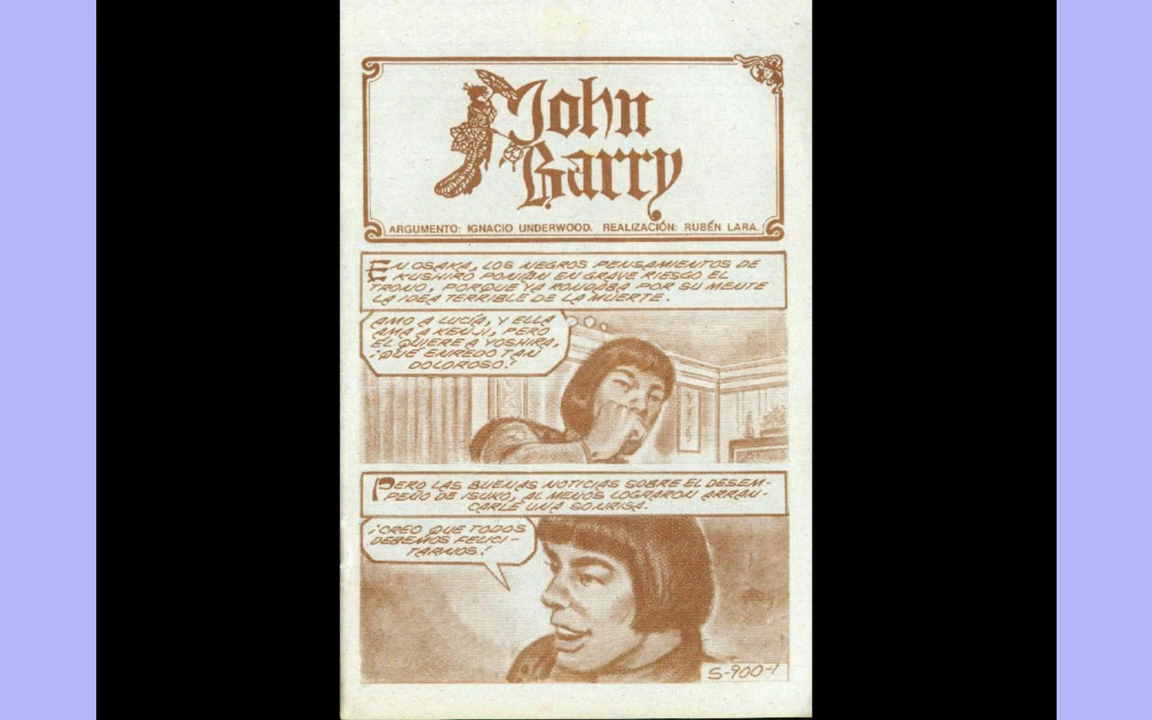 John
Barry
ARGUMENTO: IGNACIO UNDERWOOD. REALIZACIÓN: RUBÉN LARA.
EN OSAKA, LOS NEGROS PENSAMIENTOS DE
KUSHIRO PONÍAN EN GRAVE RIESGO EL
TRONO, PORQUE YA RONDABA POR SU MENTE
LA IDEA TERRIBLE DE LA MUERTE.
AMO A LUCÍA, Y ELLA
AMA A KENJI, PERO
EL QUIERE A YOSHIRA,
¡QUÉ ENREDO TAN
DOLOROSO!
PERO LAS BUENAS NOTICIAS SOBRE EL DESEM-
PEÑO DE ISUKO, AL MENOS LOGRARON ARRAN-
CARLE UNA SONRISA.
¡CREO QUE TODOS
DEBEMOS FELICI-
TARNOS!
S-900-1